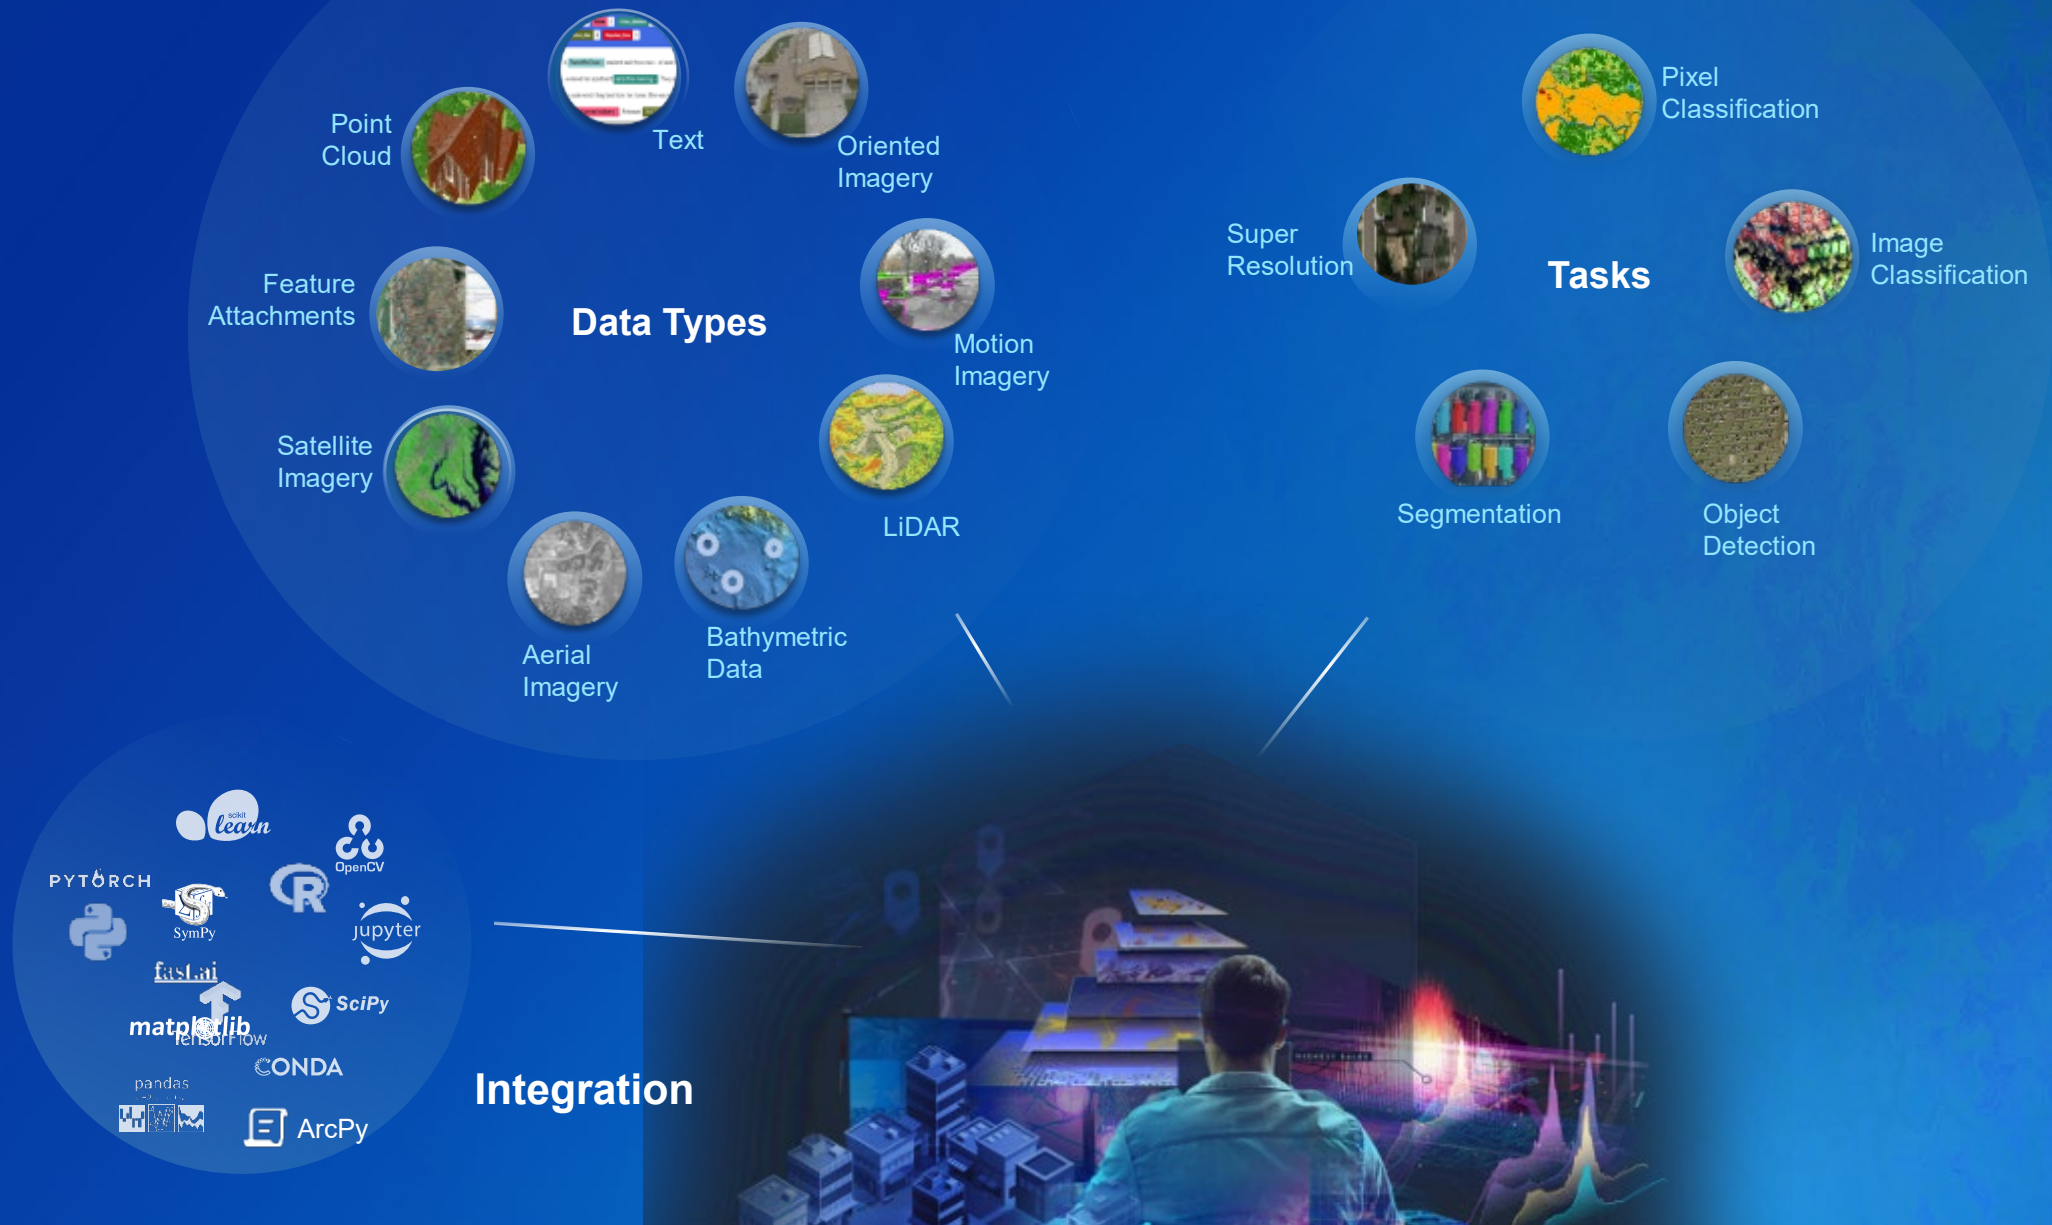 Text
Point
Cloud
Oriented
Imagery
Feature
Attachments
Data Types
Motion
Imagery
Satellite
Imagery
LiDAR
Aerial
Imagery
Bathymetric
Data
Pixel
Classification
Super
Resolution
Tasks
Image
Classification
Segmentation
Object
Detection
scikit
learn
OpenCV
PYTORCH
R
SymPy
jupyter
fast.ai
SciPy
matplotlib
TensorFlow
CONDA
pandas
ArcPy
Integration